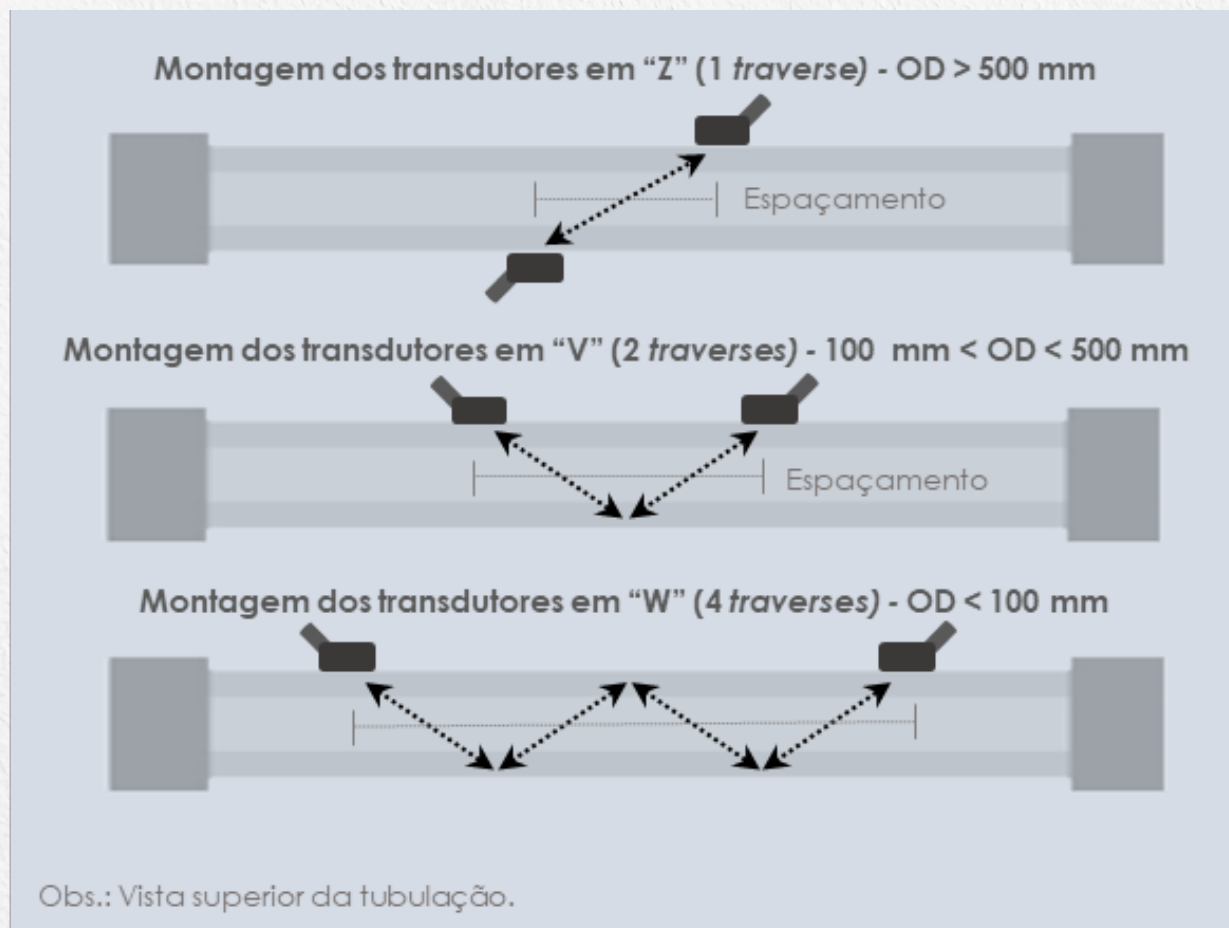 Montagem dos transdutores em “Z” (1 traverse) - OD > 500 mm
Espaçamento
Montagem dos transdutores em “V” (2 traverses) - 100 mm < OD < 500 mm
Espaçamento
Montagem dos transdutores em “W” (4 traverses) - OD < 100 mm
Obs.: Vista superior da tubulação.